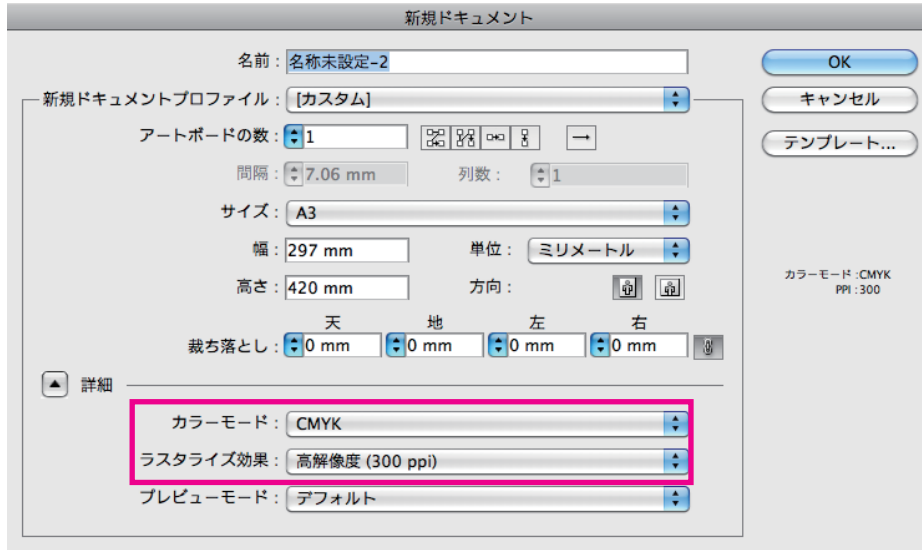 新規ドキュメント
名前 : 名称未設定-2
OK
新規ドキュメントプロファイル : [カスタム]
キャンセル
アートボードの数 : 1
テンプレート...
間隔 : 7.06 mm 列数 : 1
サイズ : A3
幅 : 297 mm 単位 : ミリメートル
高さ : 420 mm 方向 :
カラーモード :CMYK
PPI :300
天 地 左 右
裁ち落とし : 0 mm 0 mm 0 mm 0 mm
詳細
カラーモード : CMYK
ラスタライズ効果 : 高解像度 (300 ppi)
プレビューモード : デフォルト